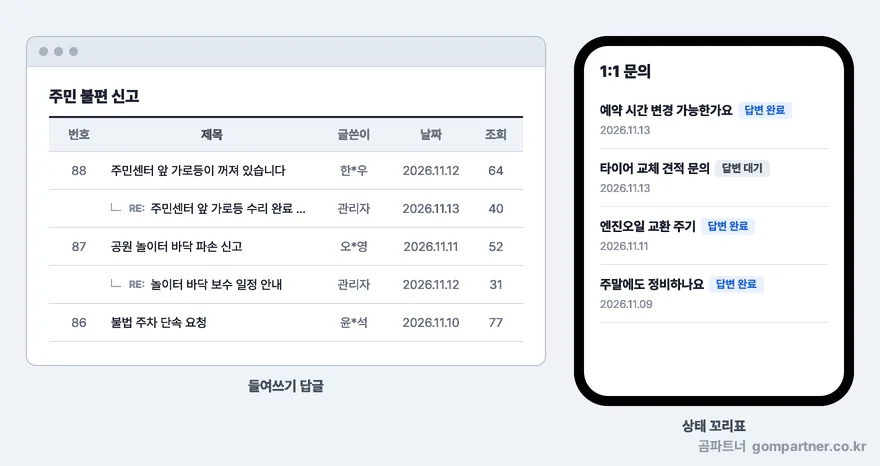 주민 불편 신고
번호 제목 글쓴이 날짜 조회
88 주민센터 앞 가로등이 꺼져 있습니다 한*우 2026.11.12 64
RE: 주민센터 앞 가로등 수리 완료 ... 관리자 2026.11.13 40
87 공원 놀이터 바닥 파손 신고 오*영 2026.11.11 52
RE: 놀이터 바닥 보수 일정 안내 관리자 2026.11.12 31
86 불법 주차 단속 요청 윤*석 2026.11.10 77
들여쓰기 답글
1:1 문의
예약 시간 변경 가능한가요 답변 완료
2026.11.13
타이어 교체 견적 문의 답변 대기
2026.11.13
엔진오일 교환 주기 답변 완료
2026.11.11
주말에도 정비하나요 답변 완료
2026.11.09
상태 꼬리표
곰파트너 gompartner.co.kr